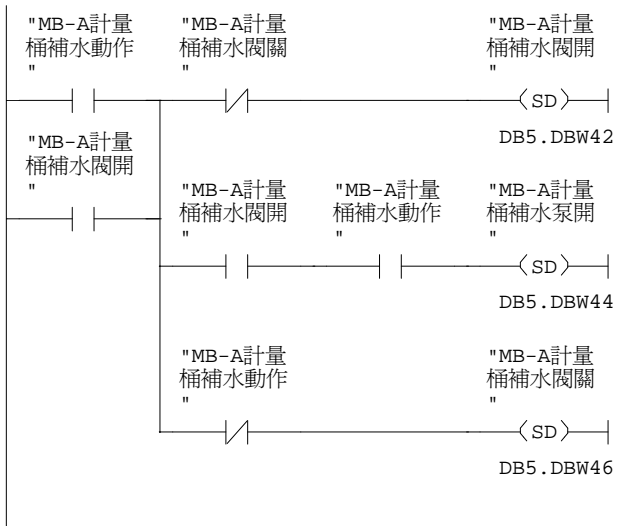 "MB-A計量
桶補水動作
"
"MB-A計量
桶補水閥關
"
"MB-A計量
桶補水閥開
"
SD
DB5.DBW42
"MB-A計量
桶補水閥開
"
"MB-A計量
桶補水閥開
"
"MB-A計量
桶補水動作
"
"MB-A計量
桶補水泵開
"
SD
DB5.DBW44
"MB-A計量
桶補水動作
"
"MB-A計量
桶補水閥關
"
SD
DB5.DBW46